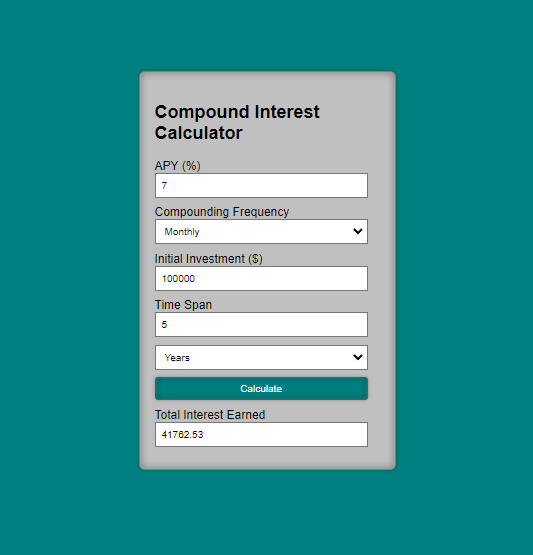 Compound Interest
Calculator
APY (%)
7
Compounding Frequency
Monthly
Initial Investment ($)
100000
Time Span
5
Years
Calculate
Total Interest Earned
41762.53